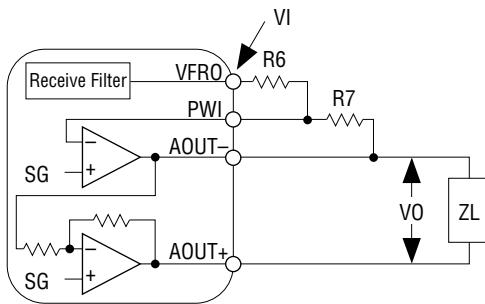 VI
Receive Filter
VFRO
R6
PWI
R7
AOUT–
SG
VO
ZL
AOUT+
SG